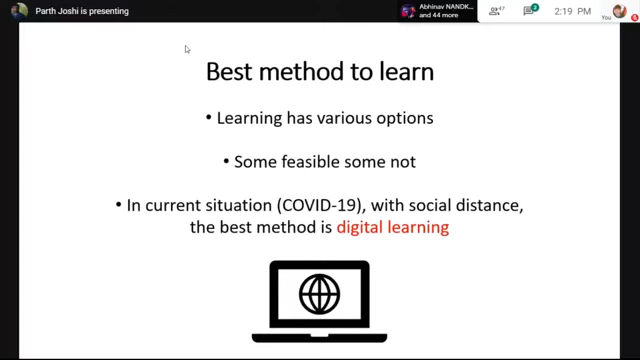 Parth Joshi is presenting
Abhinav NANDK...
and 44 more
47
2
2:19 PM
You
Best method to learn
• Learning has various options
• Some feasible some not
• In current situation (COVID-19), with social distance,
the best method is digital learning